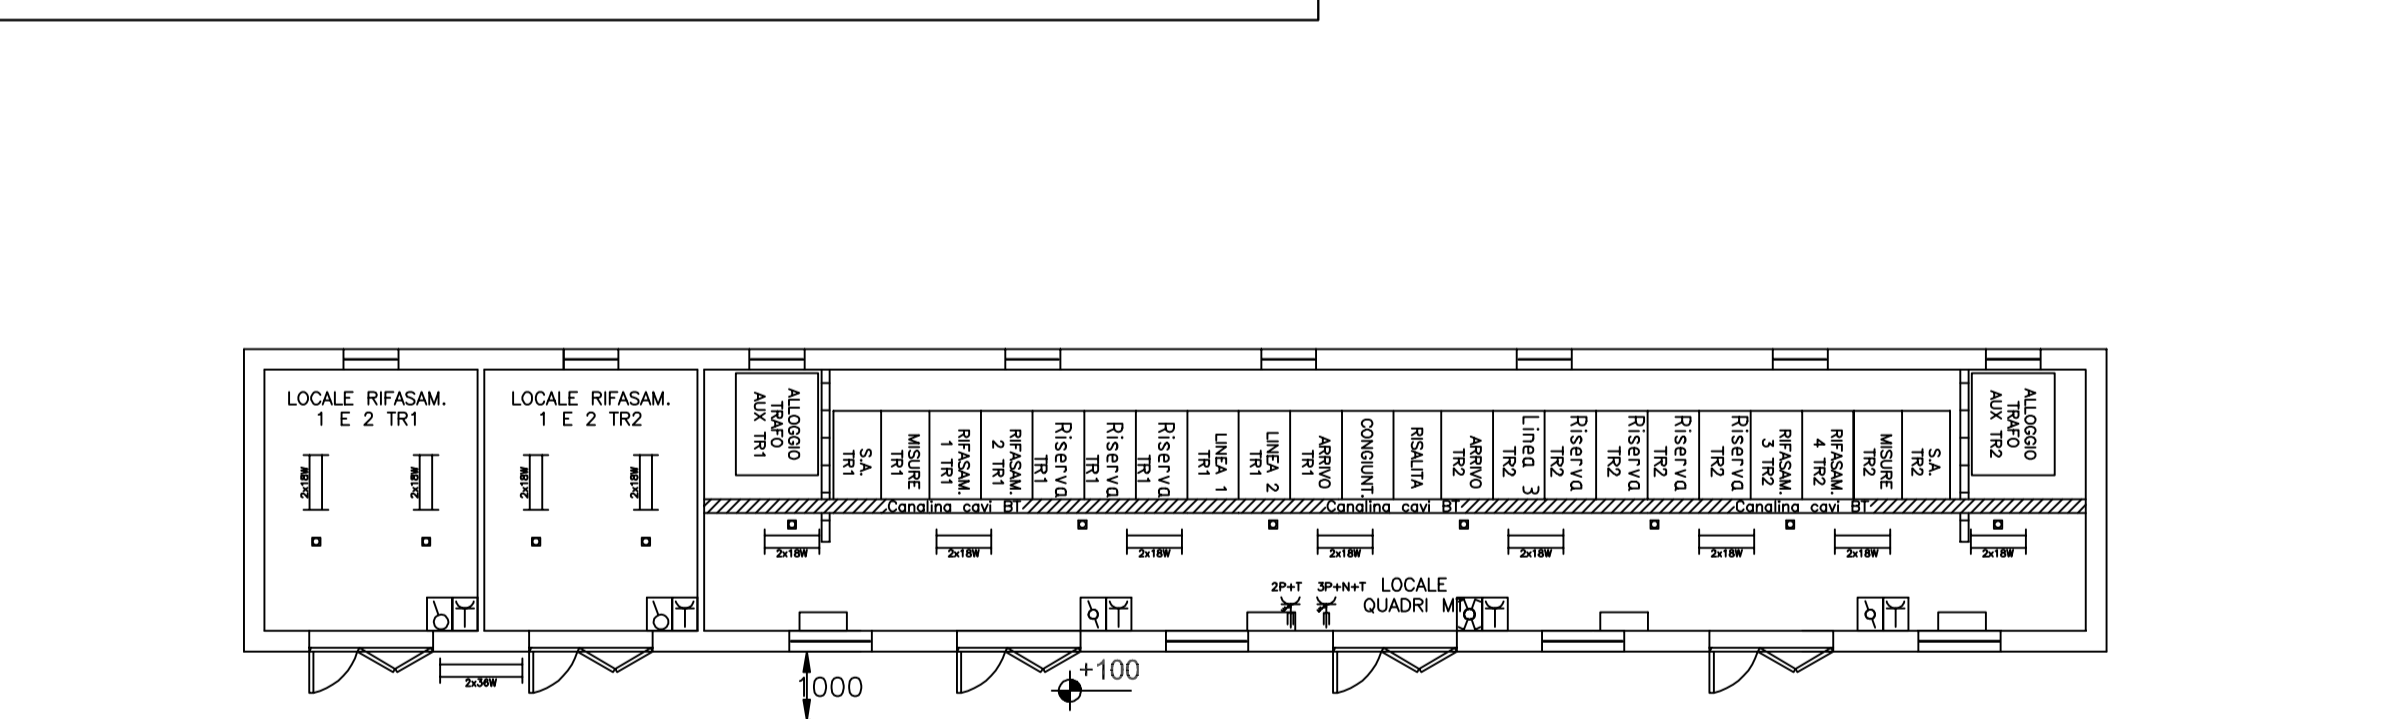 LOCALE RIFASAM.
1 E 2 TR1
LOCALE RIFASAM.
1 E 2 TR2
ALLOGGIO
TRAFO
AUX TR1
S.A.
TR1
MISURE
TR1
RIFASAM.
1 TR1
RIFASAM.
2 TR1
Riserva
TR1
Riserva
TR1
Riserva
TR1
LINEA 1
TR1
LINEA 2
TR1
ARRIVO
TR1
CONGIUNT.
RISALITA
ARRIVO
TR2
Linea 3
TR2
Riserva
TR2
Riserva
TR2
Riserva
TR2
Riserva
TR2
RIFASAM.
3 TR2
RIFASAM.
4 TR2
MISURE
TR2
S.A.
TR2
ALLOGGIO
TRAFO
AUX TR2
2x18W
2x18W
2x18W
2x18W
Canalina cavi BT
Canalina cavi BT
Canalina cavi BT
2x18W
2x18W
2x18W
2x18W
2x18W
2x18W
2x18W
2x18W
2P+T
3P+N+T
LOCALE
QUADRI MT
2x36W
1000
+100